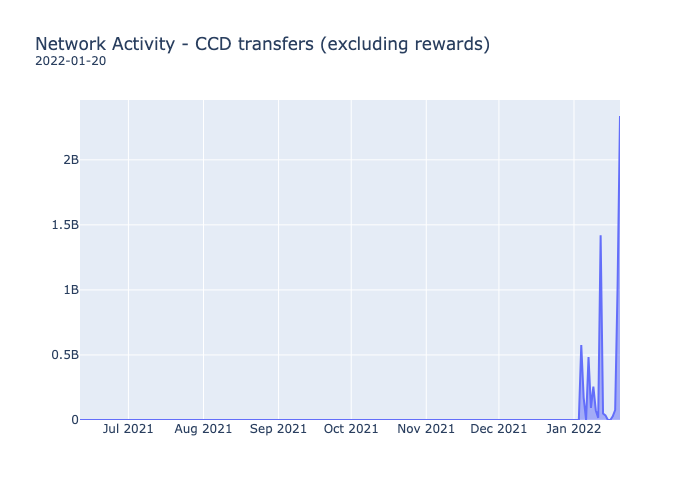 Network Activity - CCD transfers (excluding rewards)
2022-01-20
2B
1.5B
1B
0.5B
0
Jul 2021 Aug 2021 Sep 2021 Oct 2021 Nov 2021 Dec 2021 Jan 2022